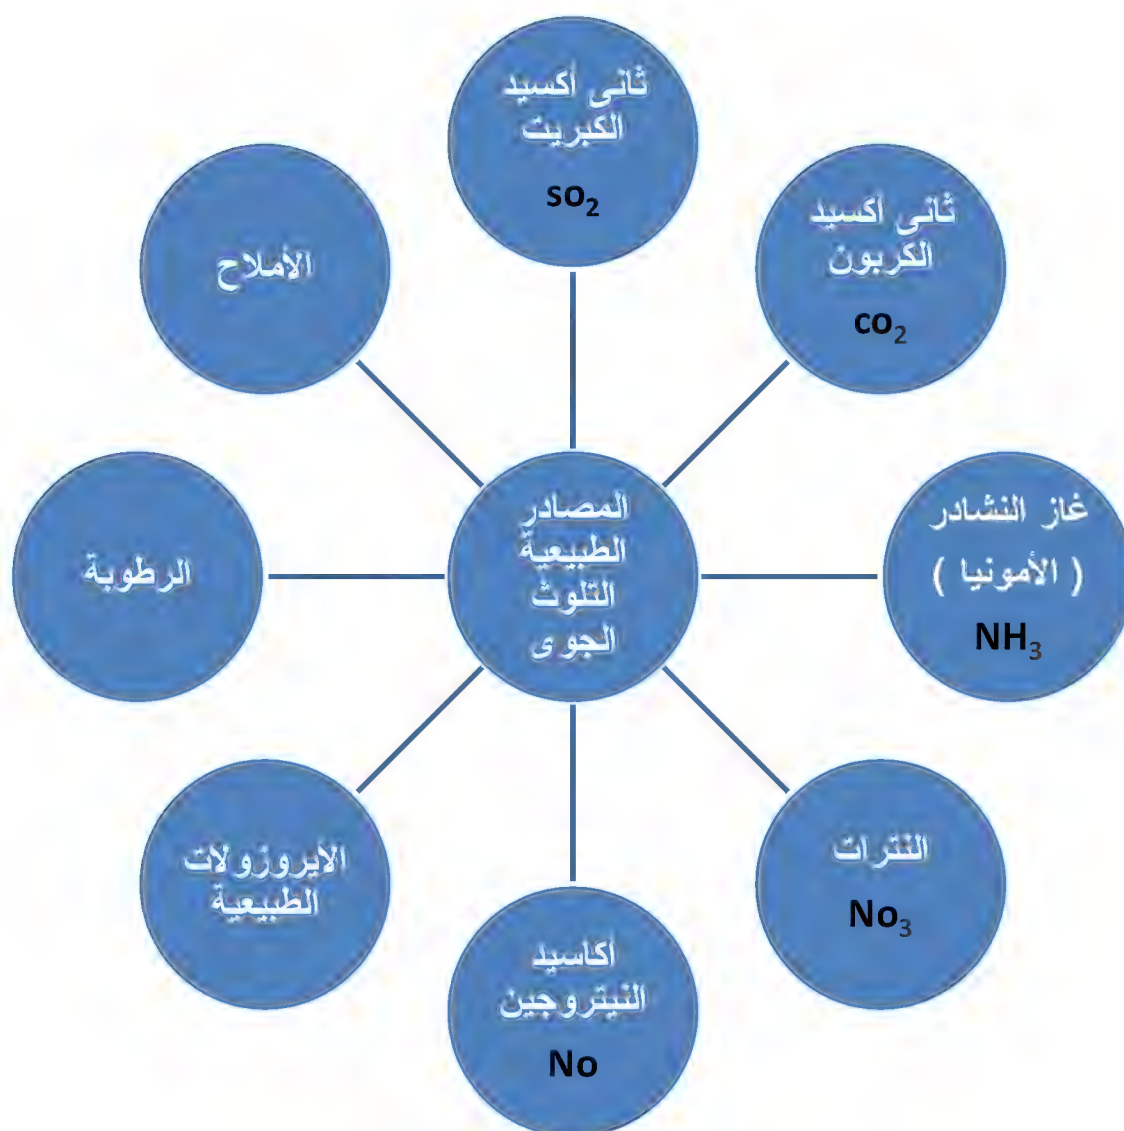 ثانى أكسيد
الكبريت
so₂
ثانى أكسيد
الكربون
co₂
غاز النشادر
( الأمونيا )
NH₃
النترات
No₃
أكاسيد
النيتروجين
No
الايروزولات
الطبيعية
الرطوبة
الأملاح
المصادر
الطبيعية
التلوث
الجوى